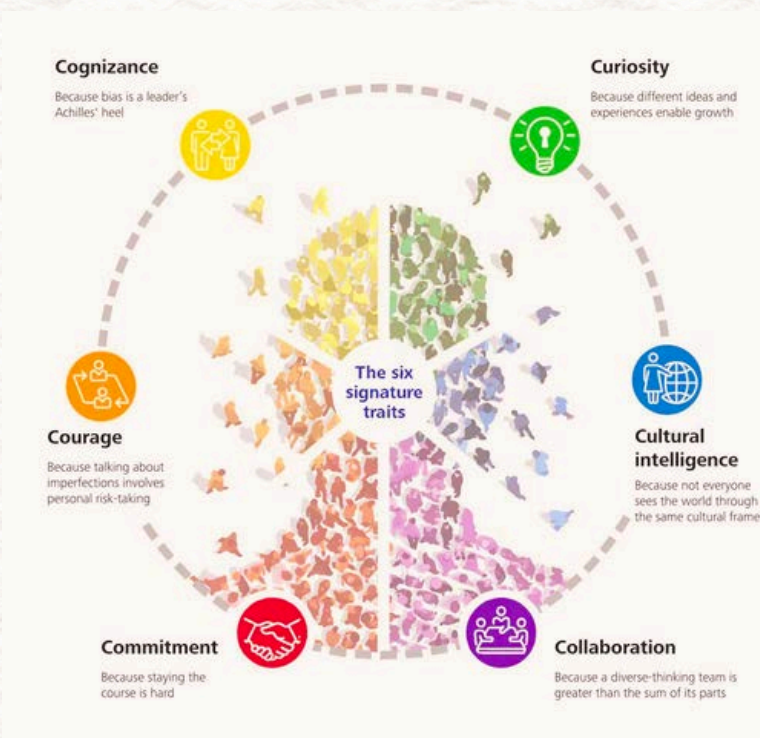 Cognizance
Because bias is a leader's
Achilles' heel
Curiosity
Because different ideas and
experiences enable growth
The six
signature
traits
Courage
Because talking about
imperfections involves
personal risk-taking
Cultural
intelligence
Because not everyone
sees the world through
the same cultural frame
Commitment
Because staying the
course is hard
Collaboration
Because a diverse-thinking team is
greater than the sum of its parts